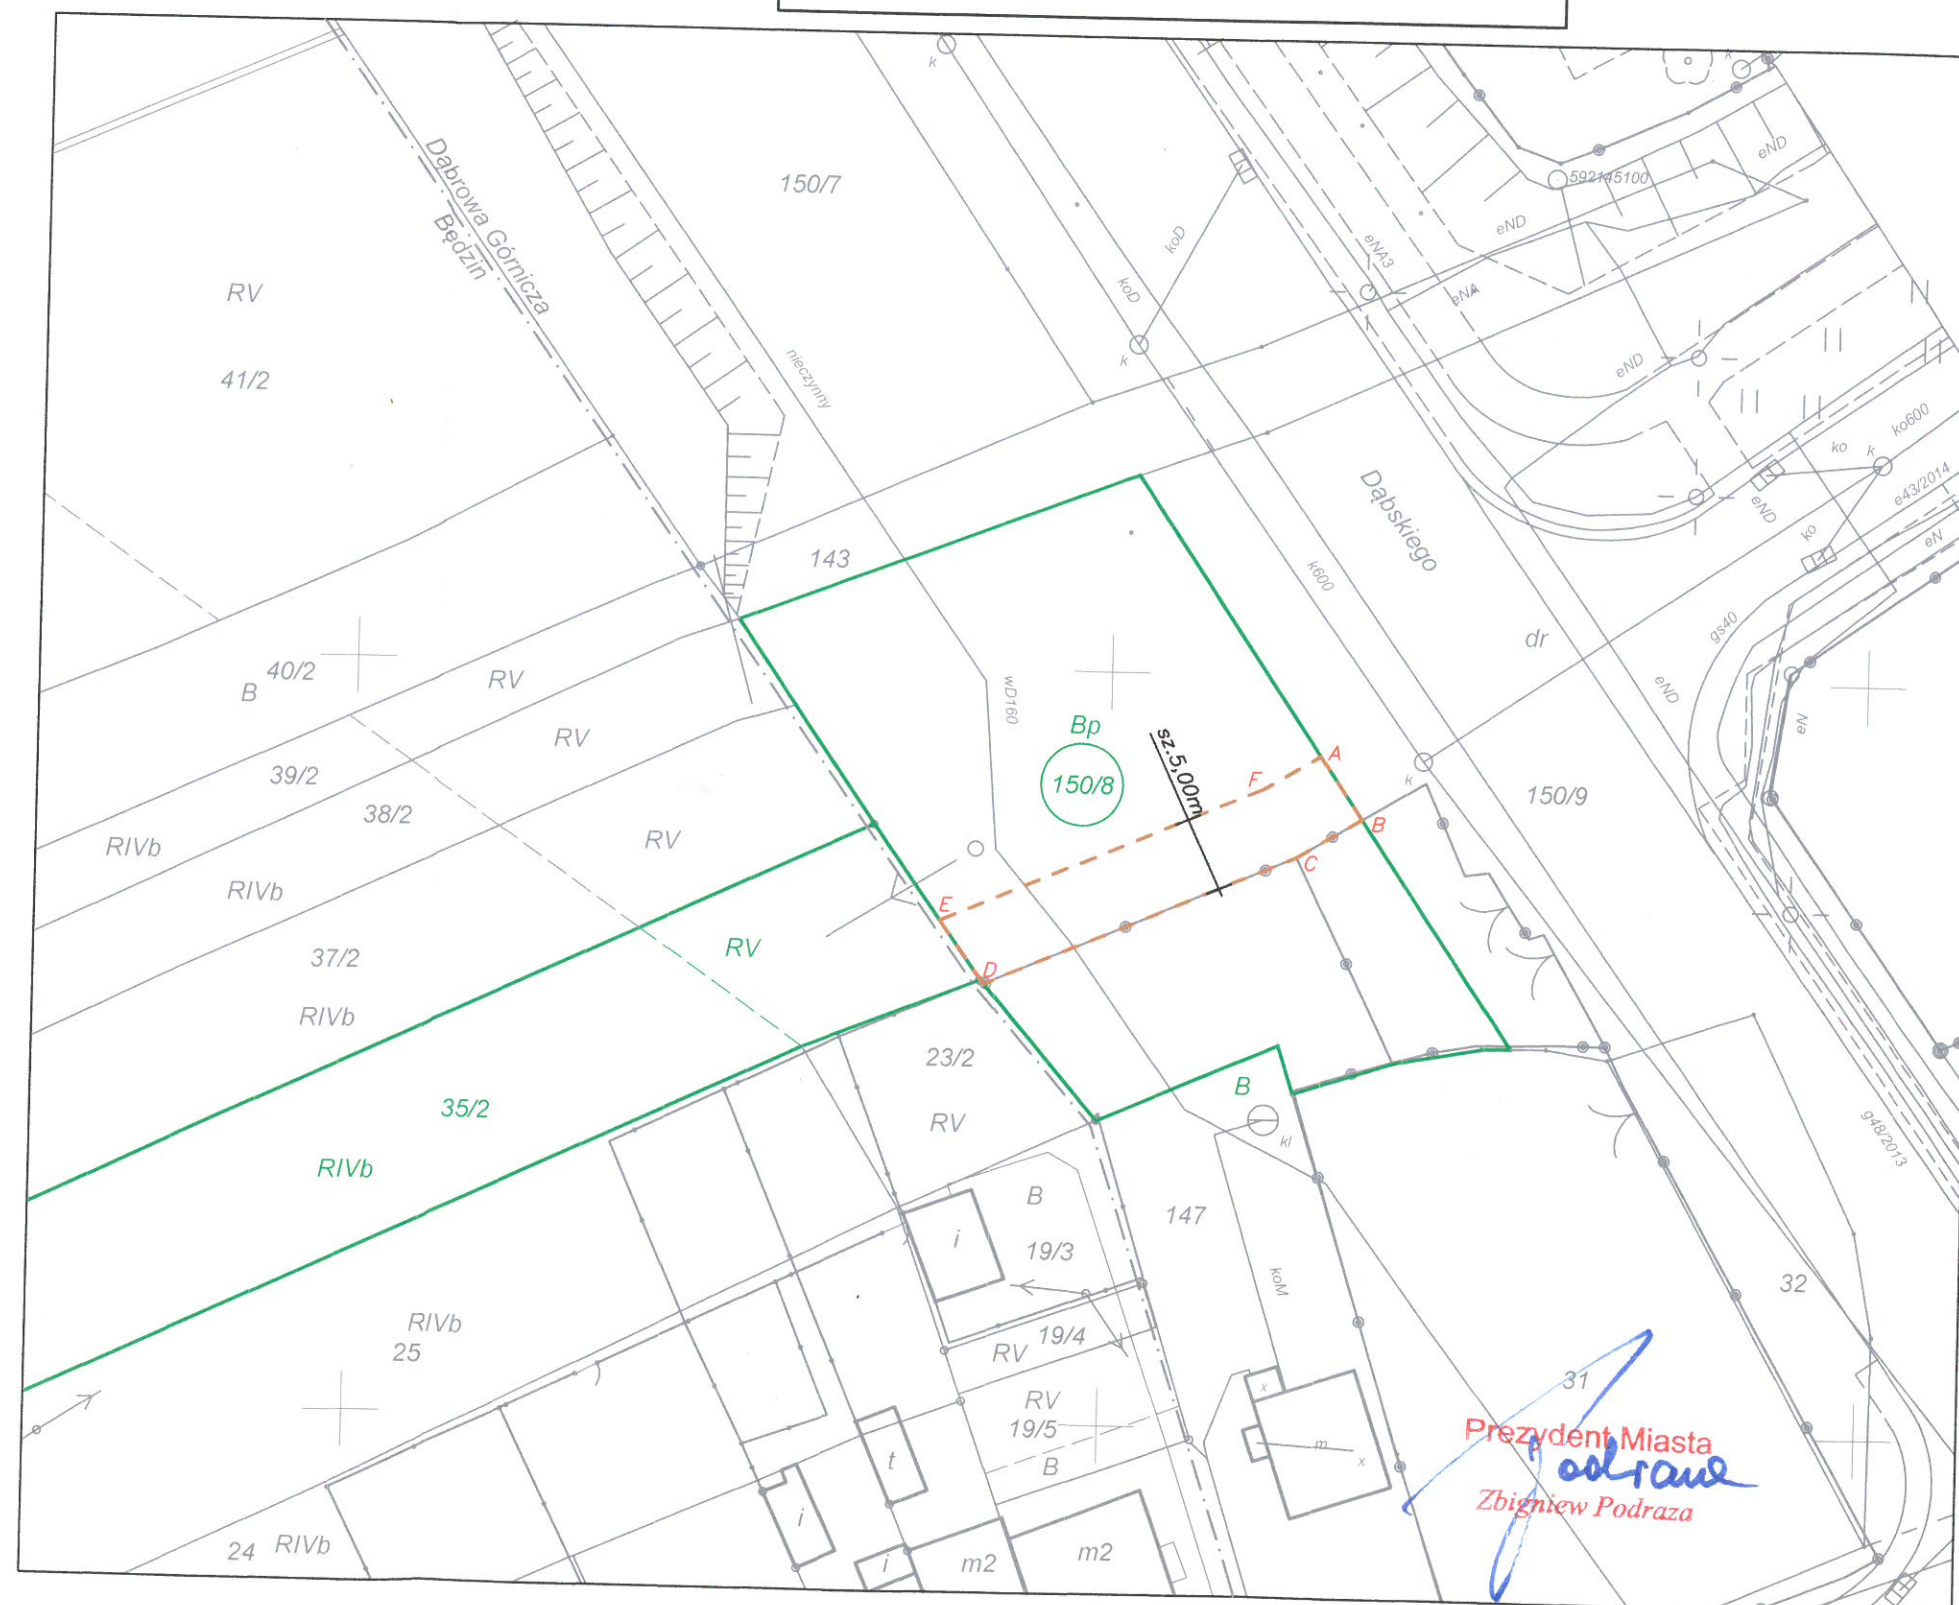 k
k
Dąbrowa Górnicza
Będzin
150/7
koD
koD
eNA3
eNA
eND
eND
592145100
eND
RV
41/2
nieczynny
k
ko600
ko
k
e43/2014
eND
ko
eN
Dąbskiego
143
k600
dr
gs40
eND
eN
40/2
B
RV
wD160
Bp
150/8
sz.5,00m
A
F
B
C
E
D
k
150/9
RV
39/2
38/2
RV
RIVb
RIVb
37/2
RV
RIVb
23/2
RV
35/2
RIVb
B
kl
g48/2013
B
147
i
19/3
koM
32
RIVb
25
19/4
RV
RV
19/5
B
x
m
x
31
Prezydent Miasta
Zbigniew Podraza
t
i
i
m2
m2
24
RIVb